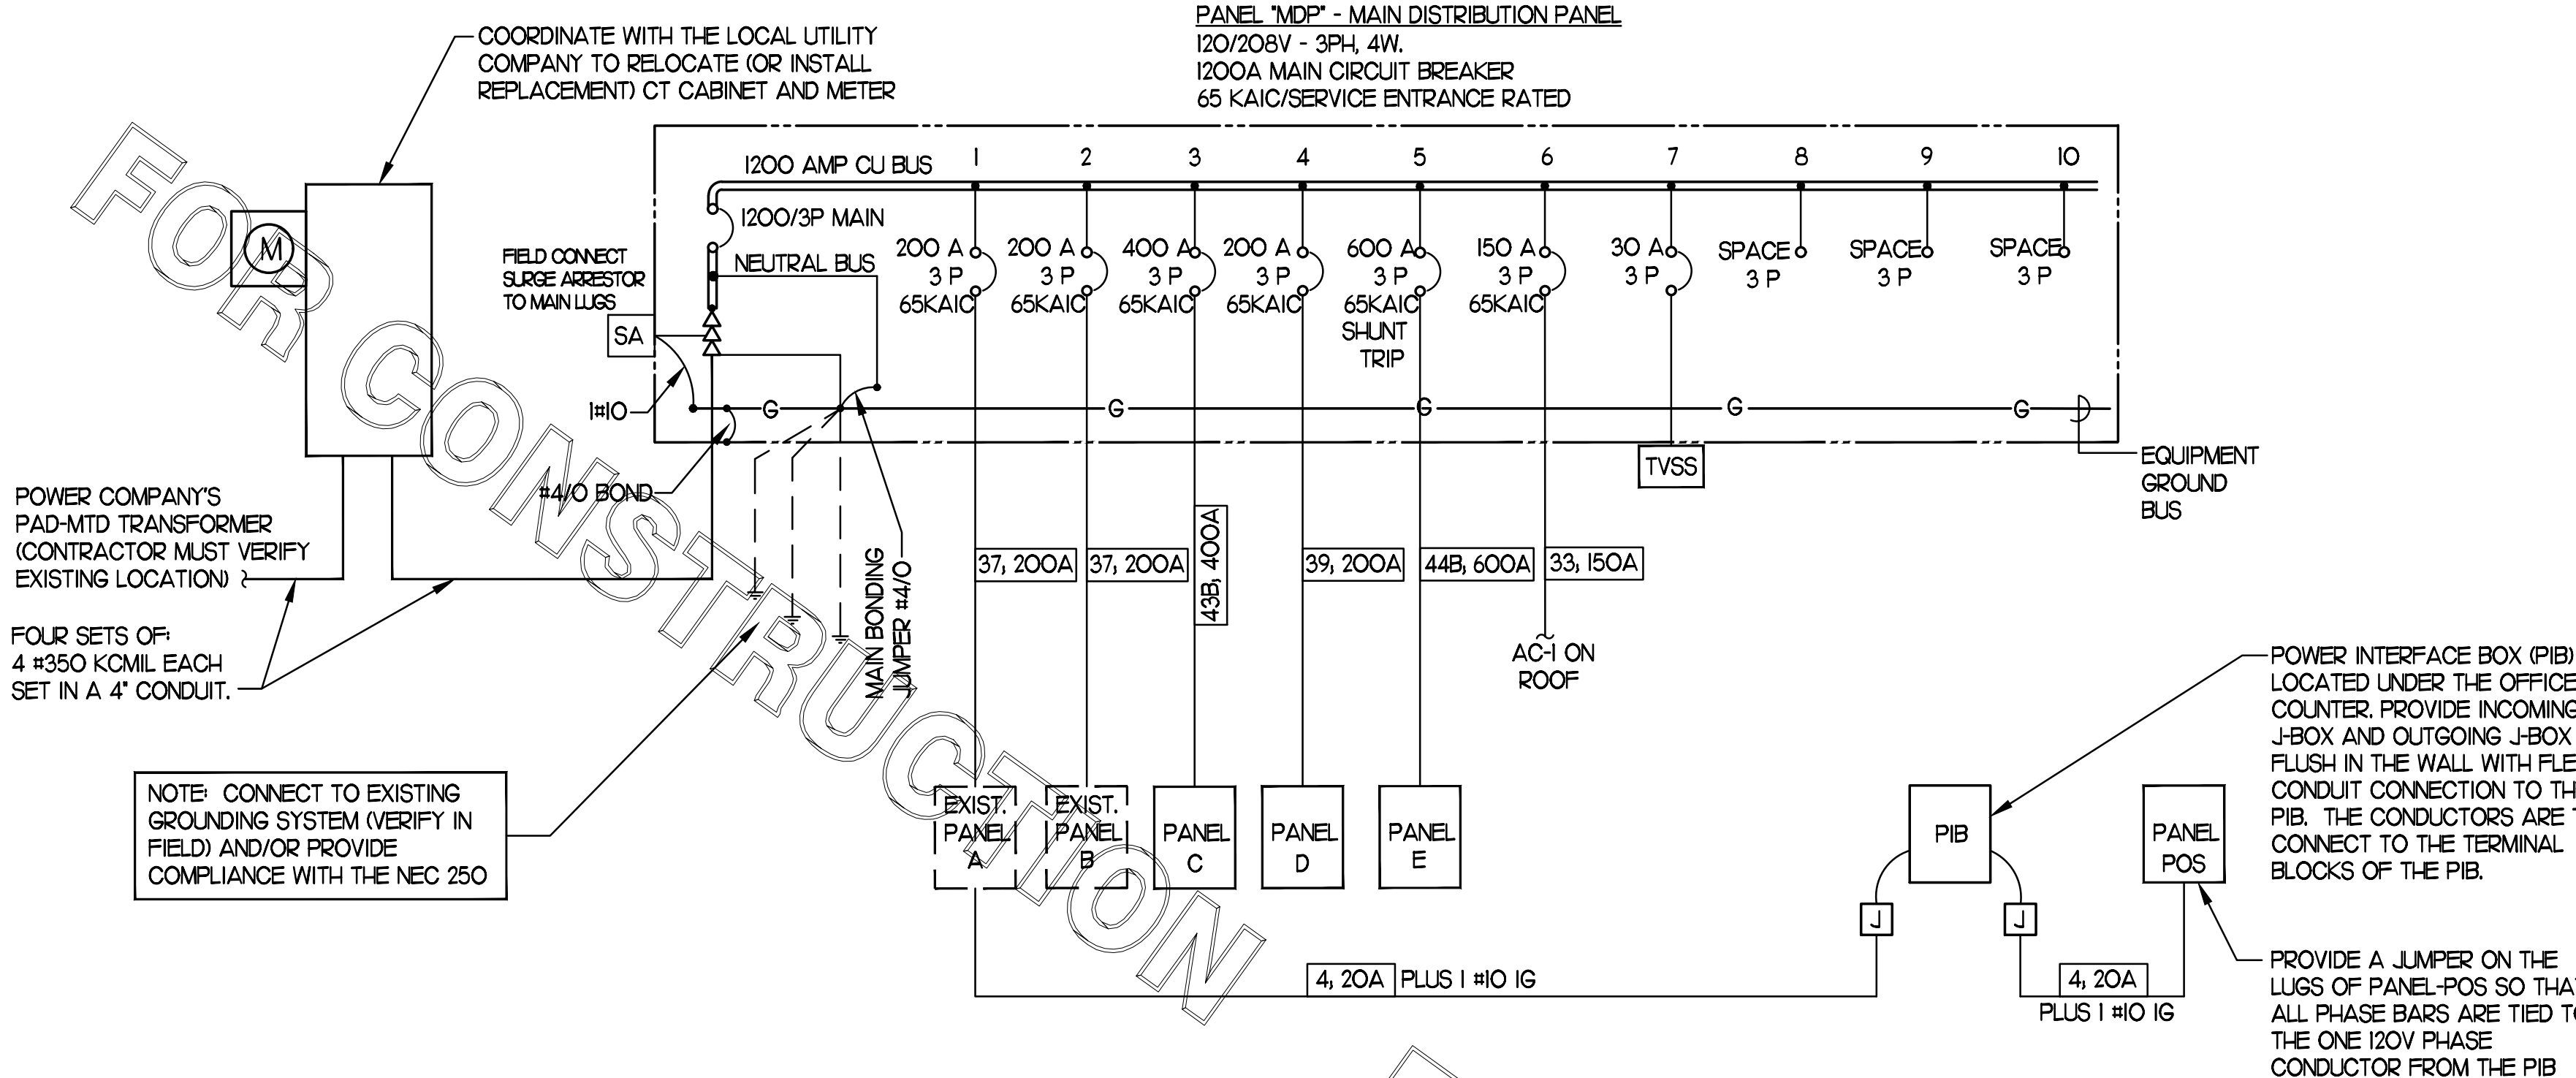 PANEL "MDP" - MAIN DISTRIBUTION PANEL
120/208V - 3PH, 4W.
1200A MAIN CIRCUIT BREAKER
65 KAIC/SERVICE ENTRANCE RATED
COORDINATE WITH THE LOCAL UTILITY
COMPANY TO RELOCATE (OR INSTALL
REPLACEMENT) CT CABINET AND METER
1200 AMP CU BUS
1 2 3 4 5 6 7 8 9 10
M
1200/3P MAIN
NEUTRAL BUS
FIELD CONNECT
SURGE ARRESTOR
TO MAIN LUGS
SA
200 A
3 P
65KAIC
200 A
3 P
65KAIC
400 A
3 P
65KAIC
200 A
3 P
65KAIC
600 A
3 P
65KAIC
SHUNT
TRIP
150 A
3 P
65KAIC
30 A
3 P
SPACE
3 P
SPACE
3 P
SPACE
3 P
1#10
G G G G G
#4/0 BOND
TVSS
EQUIPMENT
GROUND
BUS
POWER COMPANY'S
PAD-MTD TRANSFORMER
(CONTRACTOR MUST VERIFY
EXISTING LOCATION)
FOUR SETS OF:
4 #350 KCMIL EACH
SET IN A 4" CONDUIT.
MAIN BONDING
JUMPER #4/0
37, 200A
37, 200A
43B, 400A
39, 200A
44B, 600A
33, 150A
AC-1 ON
ROOF
NOTE: CONNECT TO EXISTING
GROUNDING SYSTEM (VERIFY IN
FIELD) AND/OR PROVIDE
COMPLIANCE WITH THE NEC 250
EXIST.
PANEL
A
EXIST.
PANEL
B
PANEL
C
PANEL
D
PANEL
E
PIB
PANEL
POS
J
J
4, 20A PLUS 1 #10 IG
4, 20A
PLUS 1 #10 IG
POWER INTERFACE BOX (PIB)
LOCATED UNDER THE OFFICE
COUNTER. PROVIDE INCOMING
J-BOX AND OUTGOING J-BOX
FLUSH IN THE WALL WITH
CONDUIT CONNECTION TO
PIB. THE CONDUCTORS ARE
CONNECT TO THE TERMINAL
BLOCKS OF THE PIB.
PROVIDE A JUMPER ON THE
LUGS OF PANEL-POS SO THAT
ALL PHASE BARS ARE TIED TO
THE ONE 120V PHASE
CONDUCTOR FROM THE PIB
FOR CONSTRUCTION